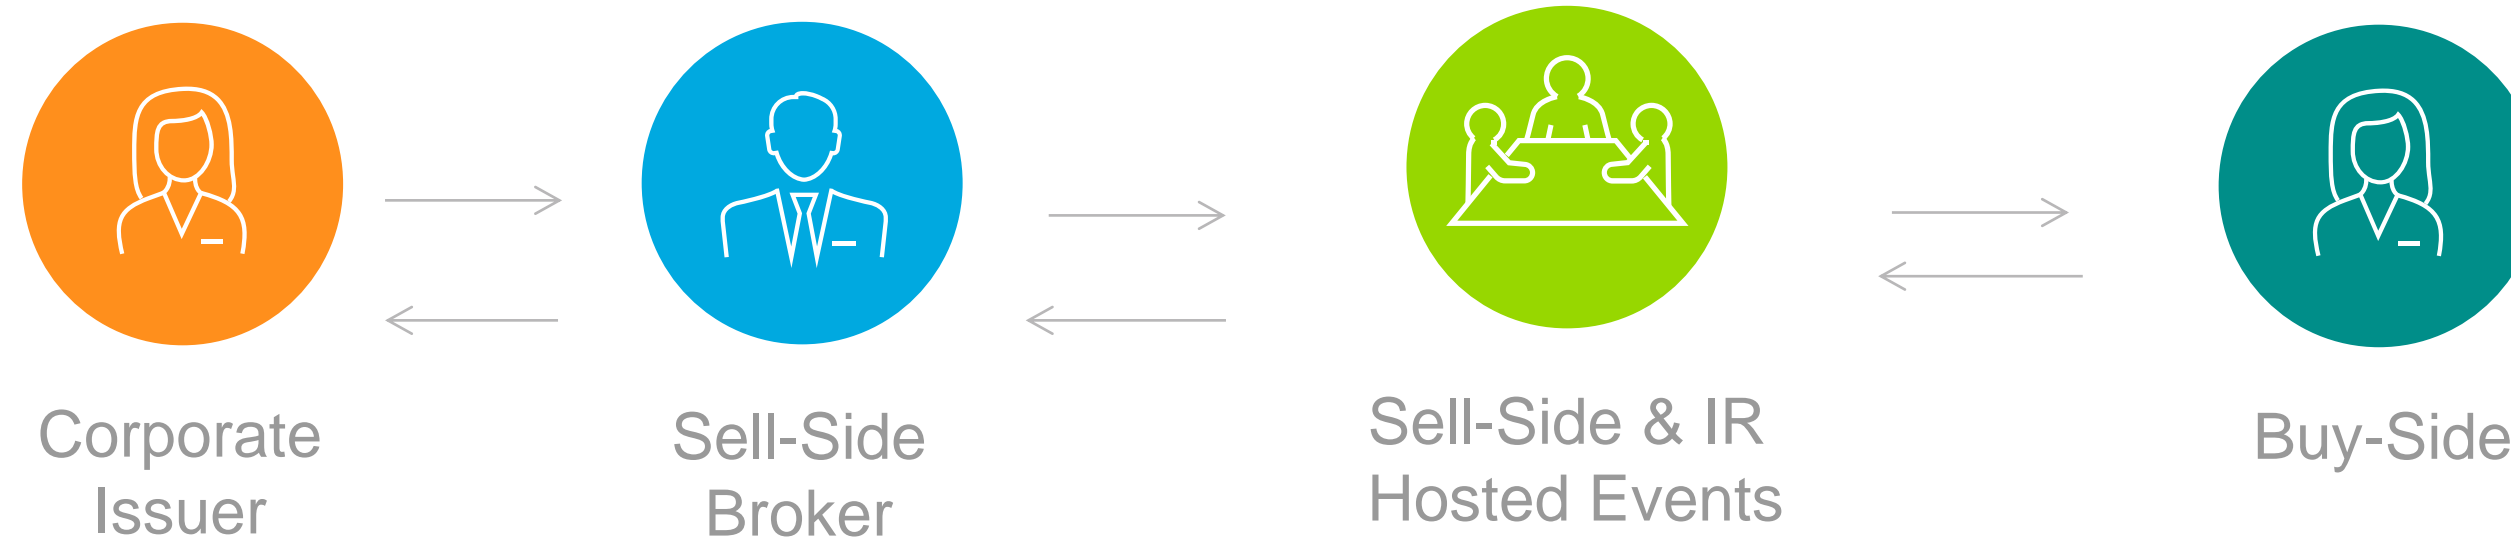 Corporate
Issuer
Sell-Side
Broker
Sell-Side & IR
Hosted Events
Buy-Side